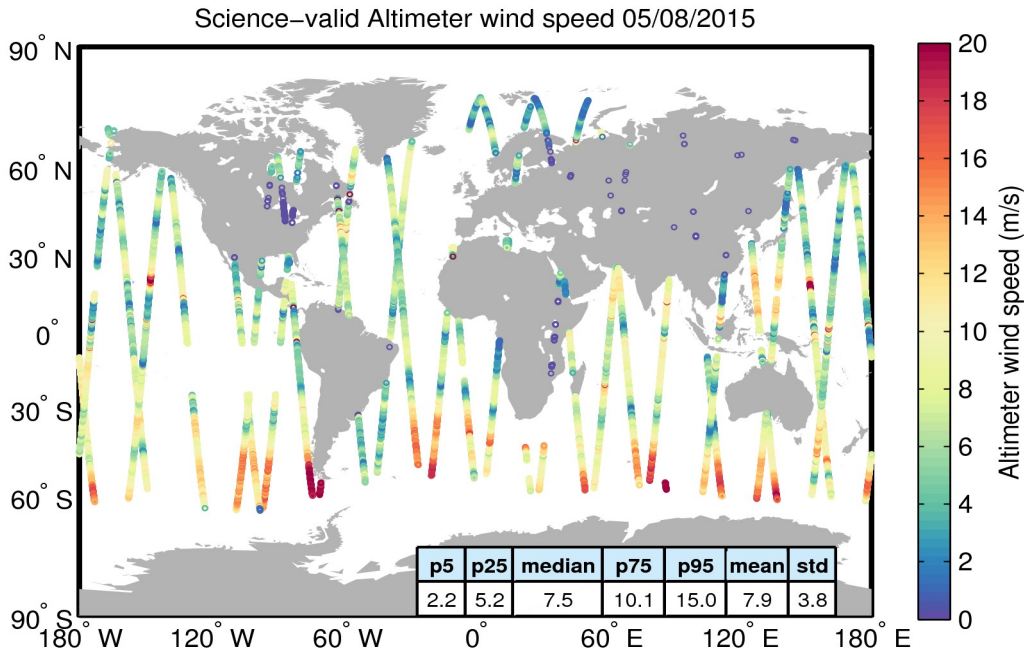 Science−valid Altimeter wind speed 05/08/2015
90° N
60° N
30° N
0°
30° S
60° S
90° S
180° W 120° W 60° W 0° 60° E 120° E 180° E
p5 p25 median p75 p95 mean std
2.2 5.2 7.5 10.1 15.0 7.9 3.8
20
18
16
14
12
10
8
6
4
2
0
Altimeter wind speed (m/s)